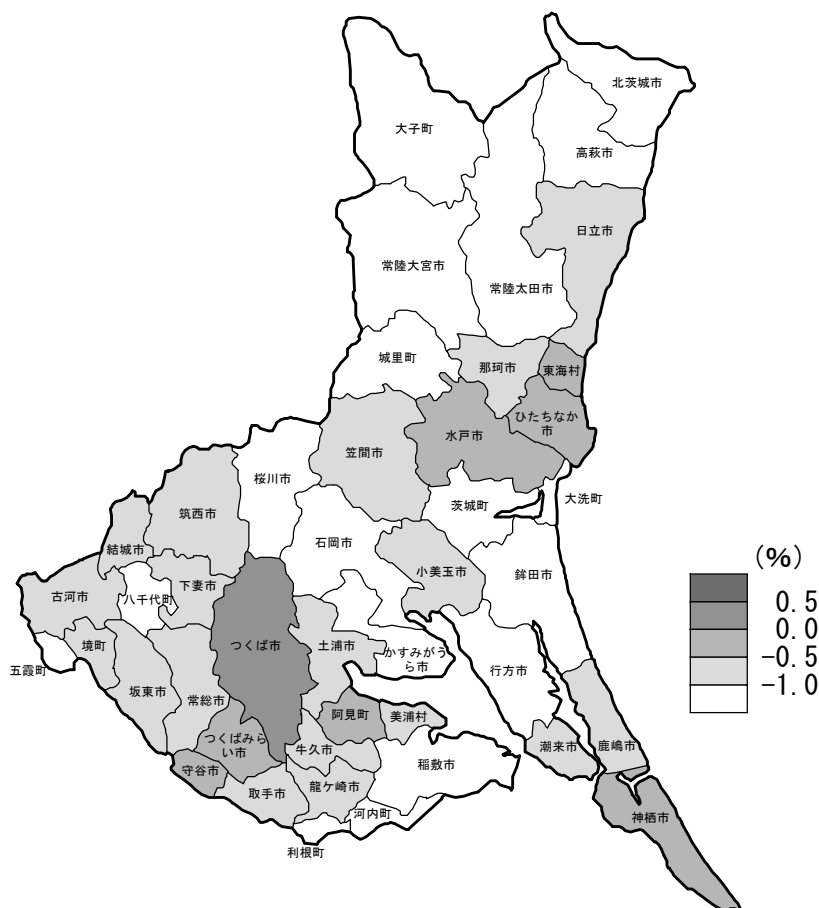 北茨城市
大子町
高萩市
日立市
常陸大宮市
常陸太田市
城里町
那珂市
東海村
ひたちなか
市
水戸市
笠間市
桜川市
大洗町
茨城町
筑西市
石岡市
結城市
小美玉市
鉾田市
下妻市
古河市
八千代町
つくば市
土浦市
かすみがう
ら市
境町
五霞町
行方市
坂東市
常総市
阿見町
美浦村
つくばみら
い市
牛久市
潮来市
鹿嶋市
稲敷市
守谷市
取手市
龍ケ崎市
河内町
利根町
神栖市
(%)
0.5
0.0
-0.5
-1.0